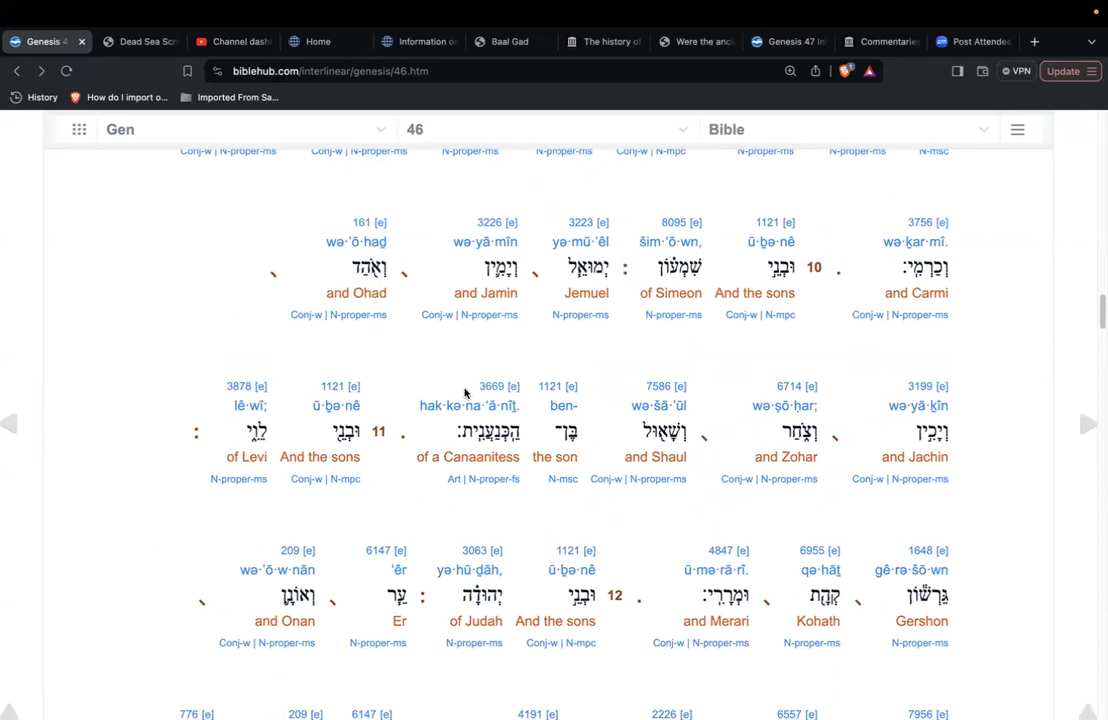 Genesis 4
Dead Sea Scr
Channel dash
Home
Information o
Baal Gad
The history of
Were the anci
Genesis 47 In
Commentaries
Post Attendee
biblehub.com/interlinear/genesis/46.htm
VPN
Update
History
How do I import o...
Imported From Sa...
Gen
46
Bible
Conj-w | N-proper-ms Conj-w | N-proper-ms N-proper-ms N-proper-ms Conj-w | N-mpc N-proper-ms N-proper-ms N-msc
161 [e] 3226 [e] 3223 [e] 8095 [e] 1121 [e] 3756 [e]
wə·’ō·haḏ wə·yā·mîn yə·mū·’êl šim·‘ō·wn, ū·ḇə·nê wə·ḵar·mî.
וְכַרְמִֽי׃ . 10 וּבְנֵ֣י שִׁמְע֗וֹן : יְמוּאֵ֧ל 、 וְיָמִ֛ין 、 וְאֹ֖הַד 、
and Ohad and Jamin Jemuel of Simeon And the sons and Carmi
Conj-w | N-proper-ms Conj-w | N-proper-ms N-proper-ms N-proper-ms Conj-w | N-mpc Conj-w | N-proper-ms
3878 [e] 1121 [e] 3669 [e] 1121 [e] 7586 [e] 6714 [e] 3199 [e]
lê·wî; ū·ḇə·nê hak·kə·na·‘ă·nîṯ. ben- wə·šā·’ūl wə·ṣō·ḥar; wə·yā·ḵîn
וְיָכִ֣ין 、 וְצֹ֑חַר 、 וְשָׁא֖וּל בֶּן־ הַֽכְּנַעֲנִֽית׃ . 11 וּבְנֵ֖י לֵוִ֑י :
of Levi And the sons of a Canaanitess the son and Shaul and Zohar and Jachin
N-proper-ms Conj-w | N-mpc Art | N-proper-fs N-msc Conj-w | N-proper-ms Conj-w | N-proper-ms Conj-w | N-proper-ms
209 [e] 6147 [e] 3063 [e] 1121 [e] 4847 [e] 6955 [e] 1648 [e]
wə·’ō·w·nān ‘êr yə·hū·ḏāh, ū·ḇə·nê ū·mə·rā·rî. qə·hāṯ gê·rə·šō·wn
גֵּרְשׁ֕וֹן 、 קְהָ֖ת 、 וּמְרָרִֽי׃ . 12 וּבְנֵ֣י יְהוּדָ֗ה : עֵ֧ר 、 וְאוֹנָ֛ן 、
and Onan Er of Judah And the sons and Merari Kohath Gershon
Conj-w | N-proper-ms N-proper-ms N-proper-ms Conj-w | N-mpc Conj-w | N-proper-ms N-proper-ms N-proper-ms
776 [e] 209 [e] 6147 [e] 4191 [e] 2226 [e] 6557 [e] 7956 [e]